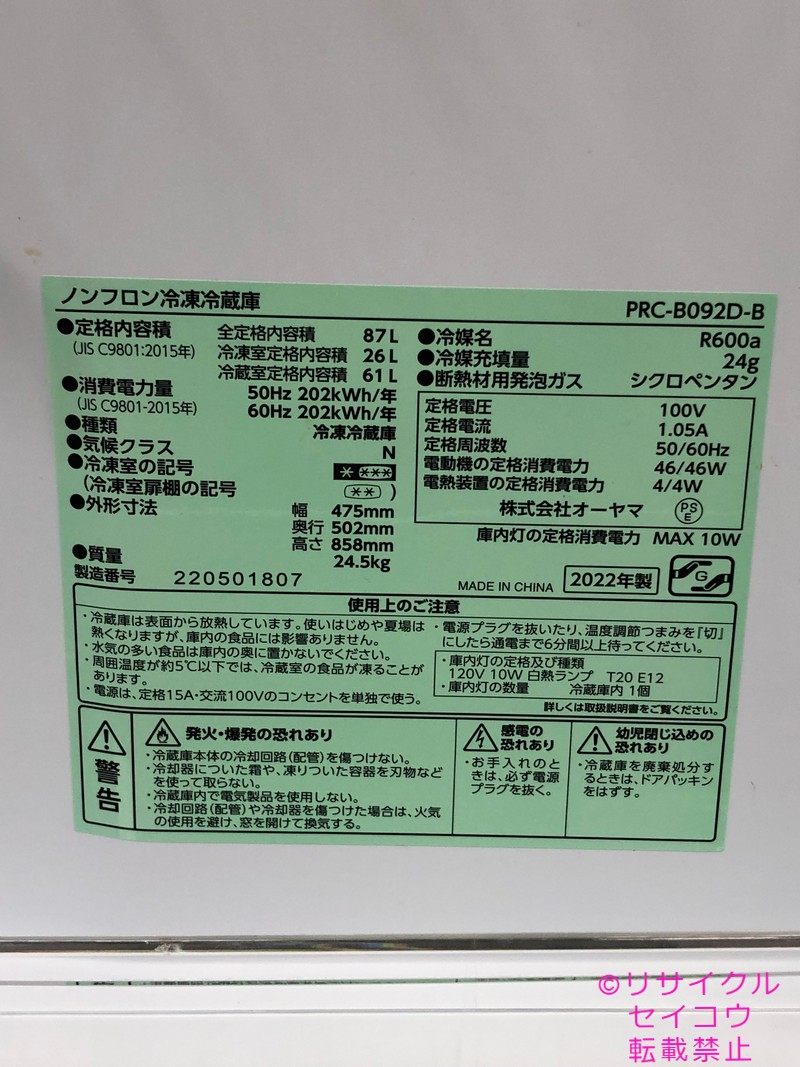 ノンフロン冷凍冷蔵庫
PRC-B092D-B
●定格内容積
(JIS C9801:2015年)
全定格内容積 87L
冷凍室定格内容積 26L
冷蔵室定格内容積 61L
●消費電力量
(JIS C9801-2015年)
50Hz 202kWh/年
60Hz 202kWh/年
●種類 冷凍冷蔵庫
●気候クラス N
●冷凍室の記号
(冷凍室扉棚の記号 )
●外形寸法
幅 475mm
奥行 502mm
高さ 858mm
●質量 24.5kg
製造番号 220501807
●冷媒名 R600a
●冷媒充填量 24g
●断熱材用発泡ガス シクロペンタン
定格電圧 100V
定格電流 1.05A
定格周波数 50/60Hz
電動機の定格消費電力 46/46W
電熱装置の定格消費電力 4/4W
株式会社オーヤマ PSE
庫内灯の定格消費電力 MAX 10W
MADE IN CHINA 2022年製 G
使用上のご注意
・冷蔵庫は表面から放熱しています。使いはじめや夏場は
熱くなりますが、庫内の食品には影響ありません。
・水気の多い食品は庫内の奥に置かないでください。
・周囲温度が約5℃以下では、冷蔵室の食品が凍ることが
あります。
・電源は、定格15A・交流100Vのコンセントを単独で使う。
・電源プラグを抜いたり、温度調節つまみを『切』
にしたら通電まで6分間以上待ってください。
・庫内灯の定格及び種類
120V 10W 白熱ランプ T20 E12
・庫内灯の数量 冷蔵庫内 1個
詳しくは取扱説明書をご覧ください。
警告
発火・爆発の恐れあり
・冷蔵庫本体の冷却回路(配管)を傷つけない。
・冷却器についた霜や、凍りついた容器を刃物など
を使って取らない。
・冷蔵庫内で電気製品を使用しない。
・冷却回路(配管)や冷却器を傷つけた場合は、火気
の使用を避け、窓を開けて換気する。
感電の
恐れあり
・お手入れのと
きは、必ず電源
プラグを抜く。
幼児閉じ込めの
恐れあり
・冷蔵庫を廃棄処分す
るときは、ドアパッキン
をはずす。
©リサイクル
セイコウ
転載禁止